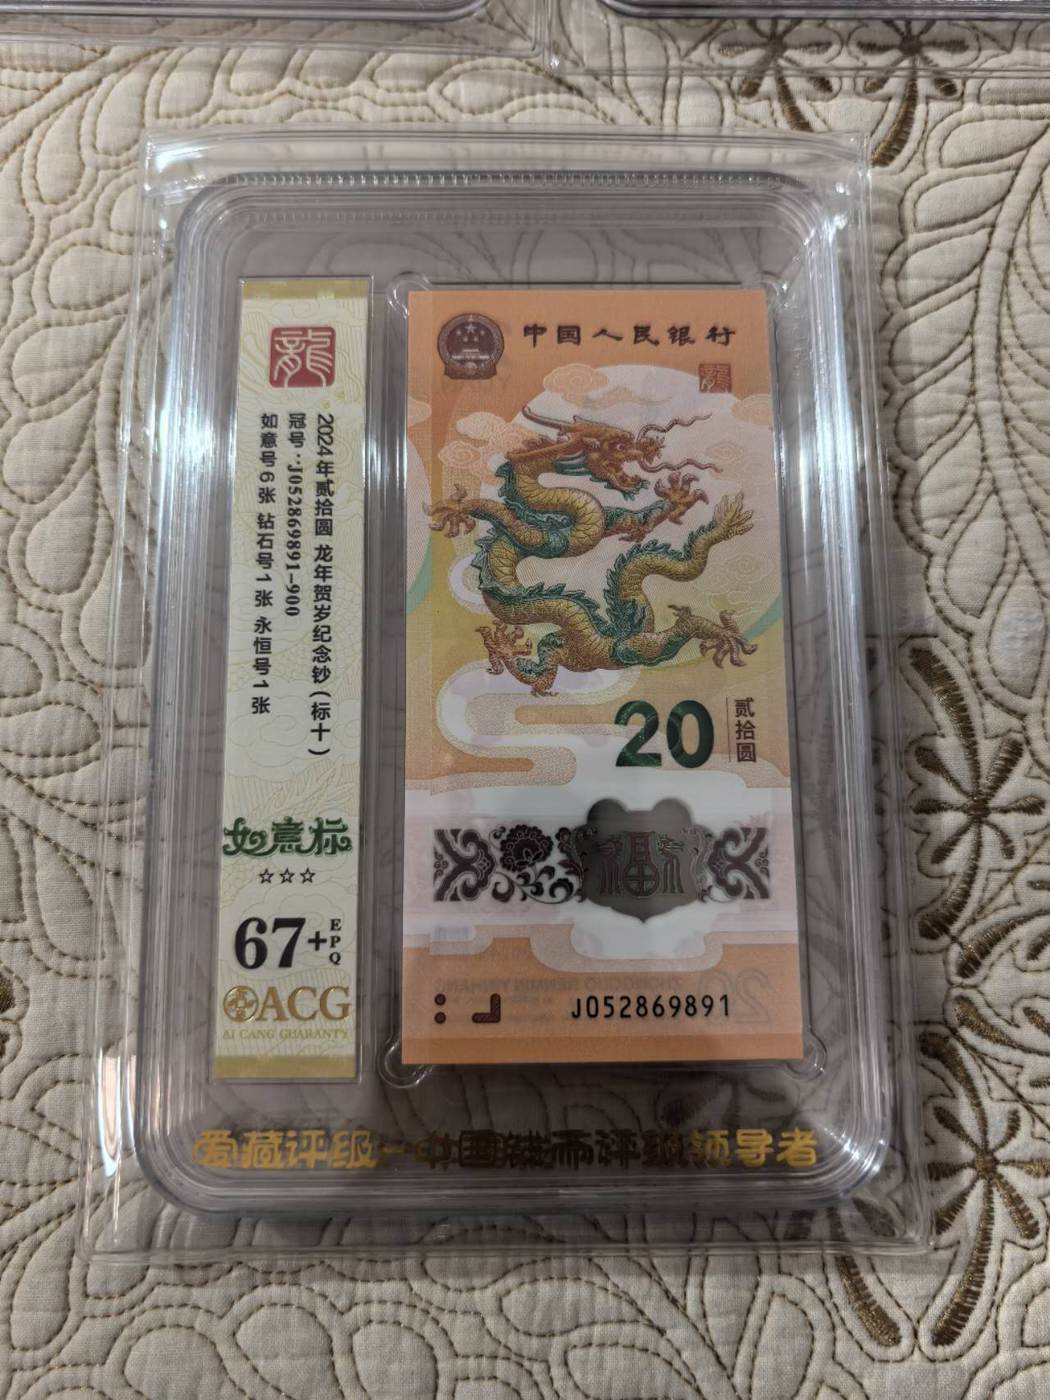 龍
2024年贰拾圆 龙年贺岁纪念钞（标十）
冠号：J052869891-900
如意号6张 钻石号1张 永恒号1张
如意标
☆☆☆
67+EPQ
ACG
AI CANG GUARANTY
中国人民银行
龍
20
贰拾圆
福
J052869891
爱藏评级-中国钱币评级领导者